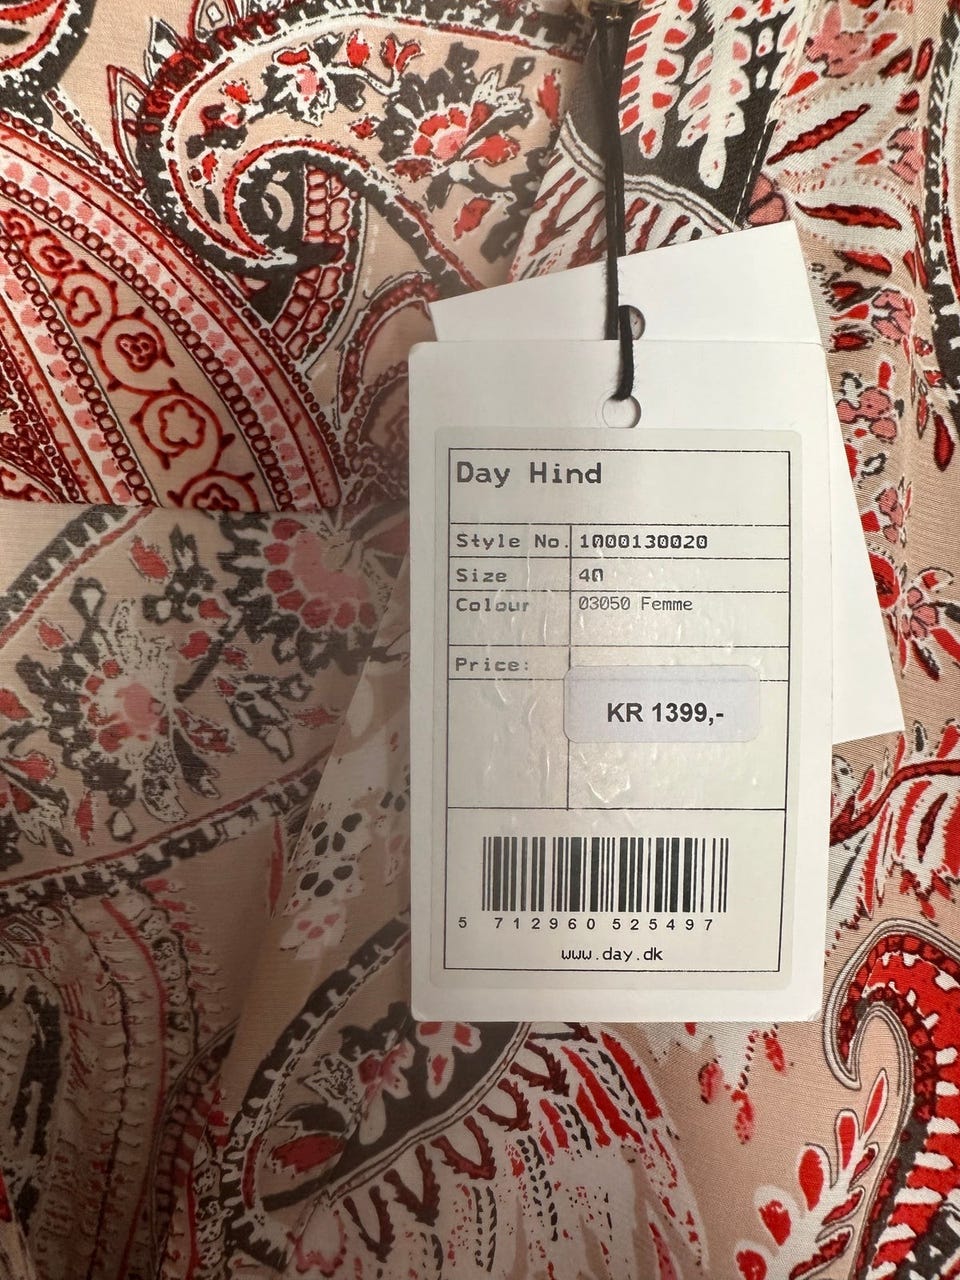 Day Hind
Style No. 1000130020
Size 40
Colour 03050 Femme
Price:
KR 1399,-
5 712960 525497
www.day.dk